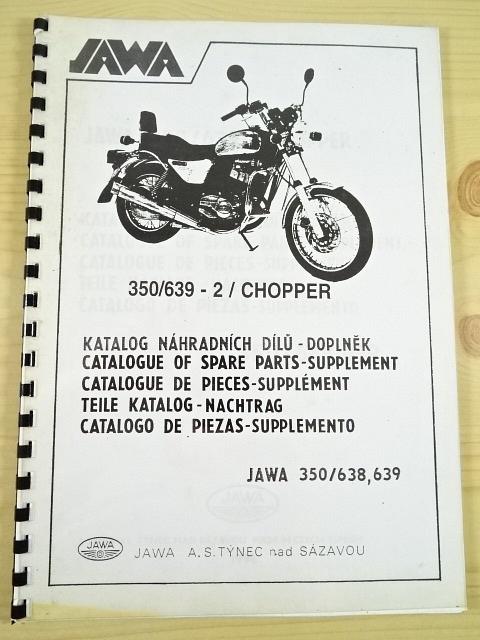 JAWA
350/639 - 2 / CHOPPER
KATALOG NÁHRADNÍCH DÍLŮ - DOPLNĚK
CATALOGUE OF SPARE PARTS-SUPPLEMENT
CATALOGUE DE PIECES-SUPPLÉMENT
TEILE KATALOG - NACHTRAG
CATALOGO DE PIEZAS-SUPPLEMENTO
JAWA 350/638,639
JAWA
JAWA A.S. TÝNEC nad SÁZAVOU